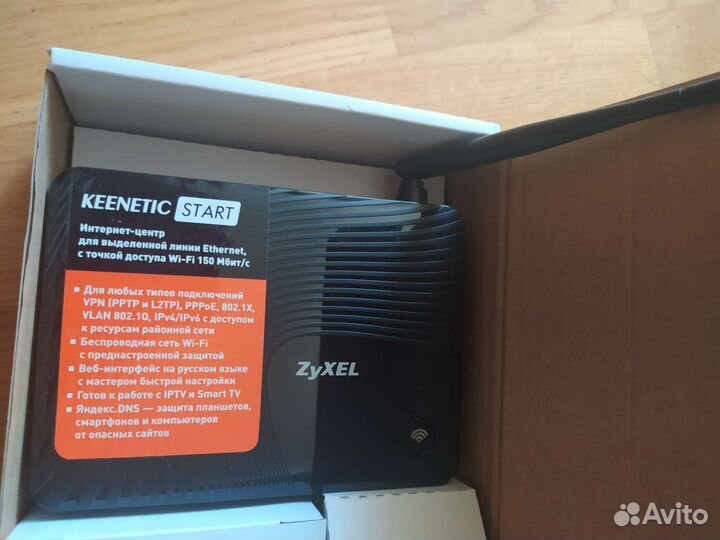 KEENETIC START
Интернет-центр
для выделенной линии Ethernet,
с точкой доступа Wi-Fi 150 Мбит/с
▪ Для любых типов подключений
VPN (PPTP и L2TP), PPPoE, 802.1X,
VLAN 802.1Q, IPv4/IPv6 с доступом
к ресурсам районной сети
▪ Беспроводная сеть Wi-Fi
с преднастроенной защитой
▪ Веб-интерфейс на русском языке
с мастером быстрой настройки
▪ Готов к работе с IPTV и Smart TV
▪ Яндекс.DNS — защита планшетов,
смартфонов и компьютеров
от опасных сайтов
ZyXEL
Avito